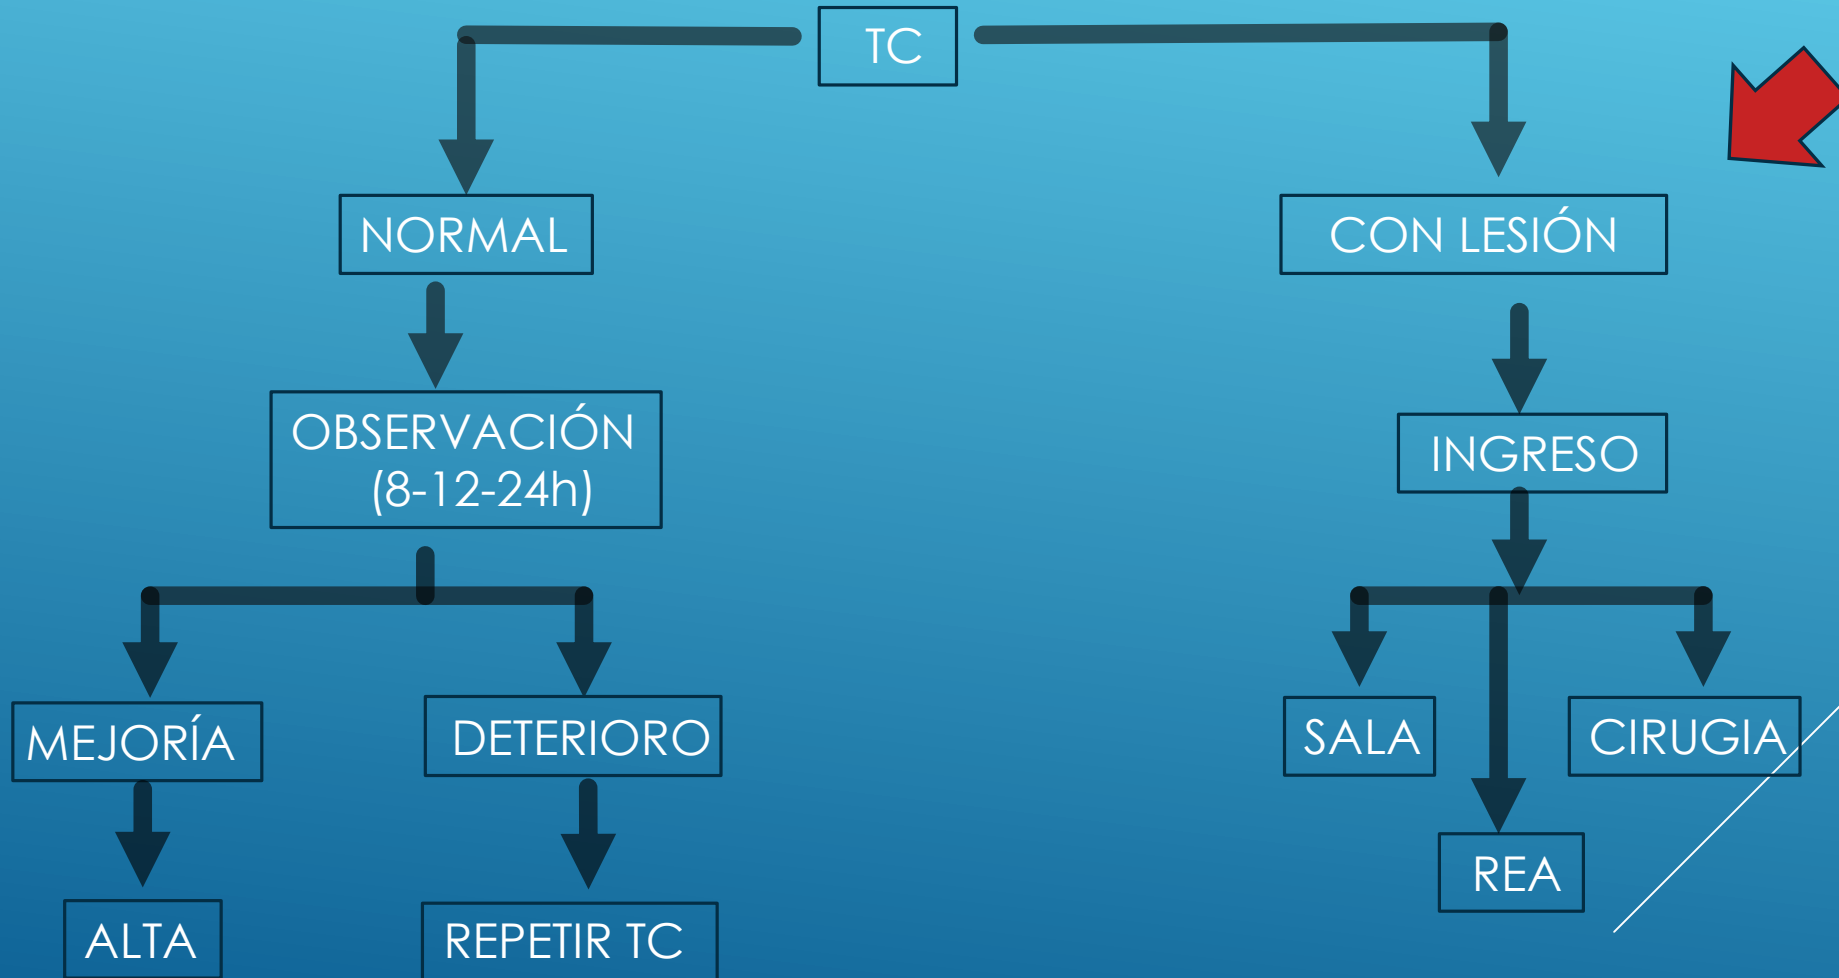 TC
NORMAL
CON LESIÓN
OBSERVACIÓN
(8-12-24h)
INGRESO
MEJORÍA
DETERIORO
SALA
CIRUGIA
REA
ALTA
REPETIR TC